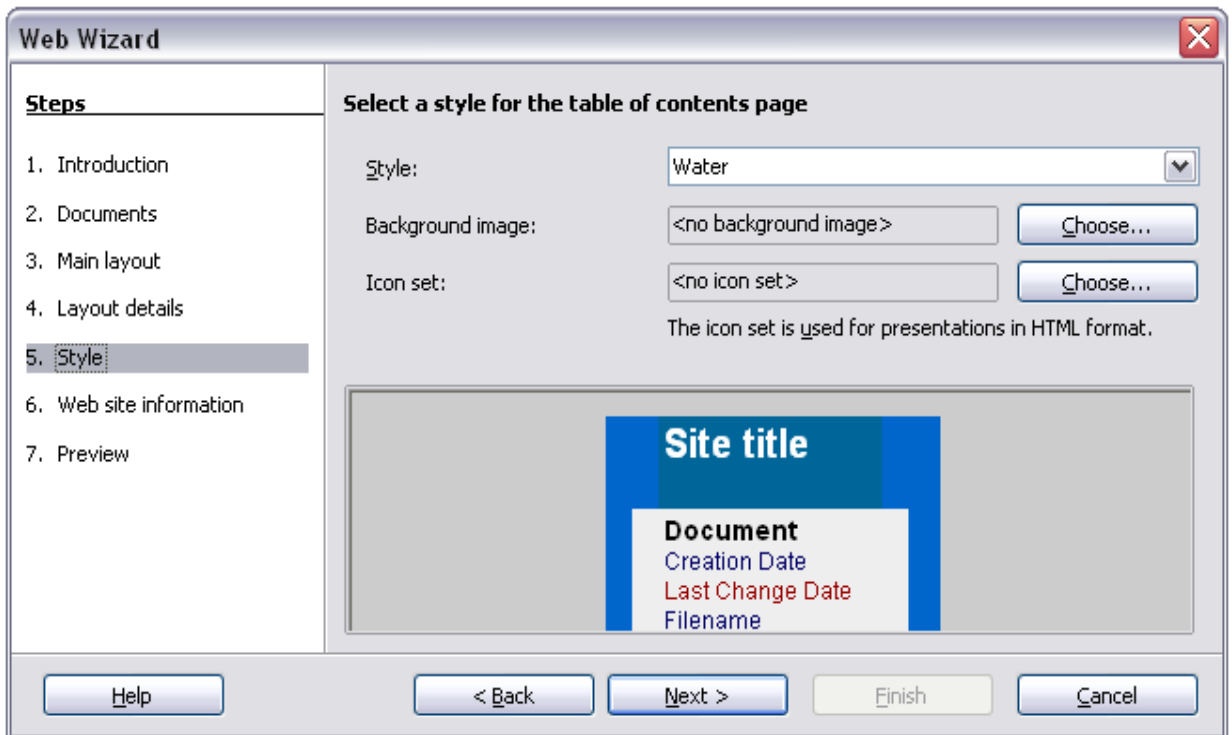 Web Wizard
Steps
1. Introduction
2. Documents
3. Main layout
4. Layout details
5. Style
6. Web site information
7. Preview
Select a style for the table of contents page
Style: Water
Background image: <no background image> Choose...
Icon set: <no icon set> Choose...
The icon set is used for presentations in HTML format.
Site title
Document
Creation Date
Last Change Date
Filename
Help < Back Next > Finish Cancel